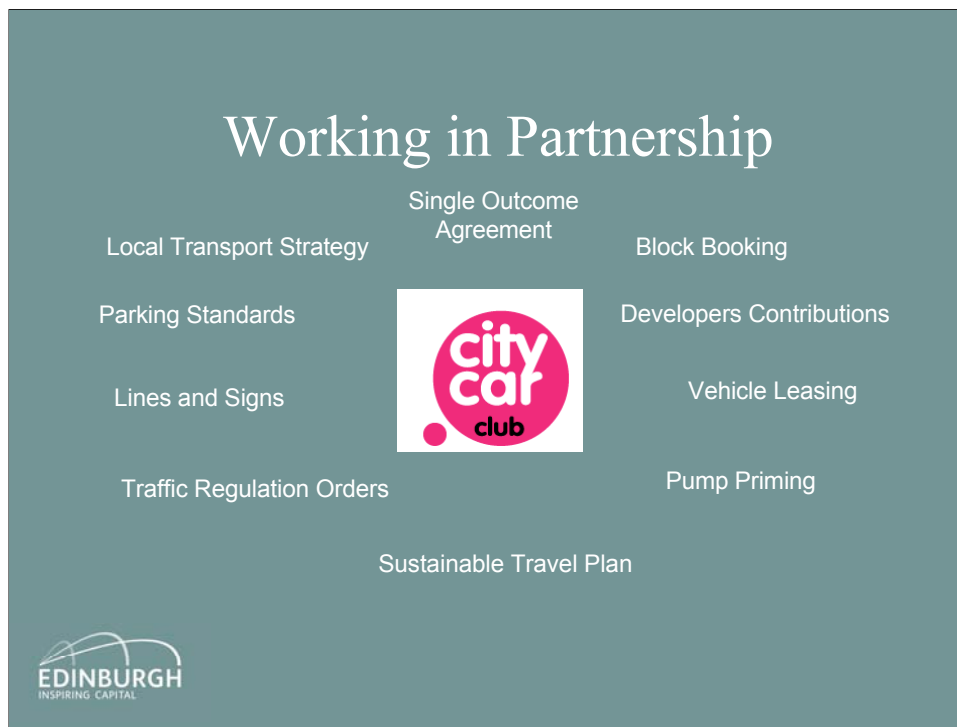 Working in Partnership
Single Outcome
Agreement
Local Transport Strategy
Block Booking
Parking Standards
Developers Contributions
city
car
club
Lines and Signs
Vehicle Leasing
Traffic Regulation Orders
Pump Priming
Sustainable Travel Plan
EDINBURGH
INSPIRING CAPITAL